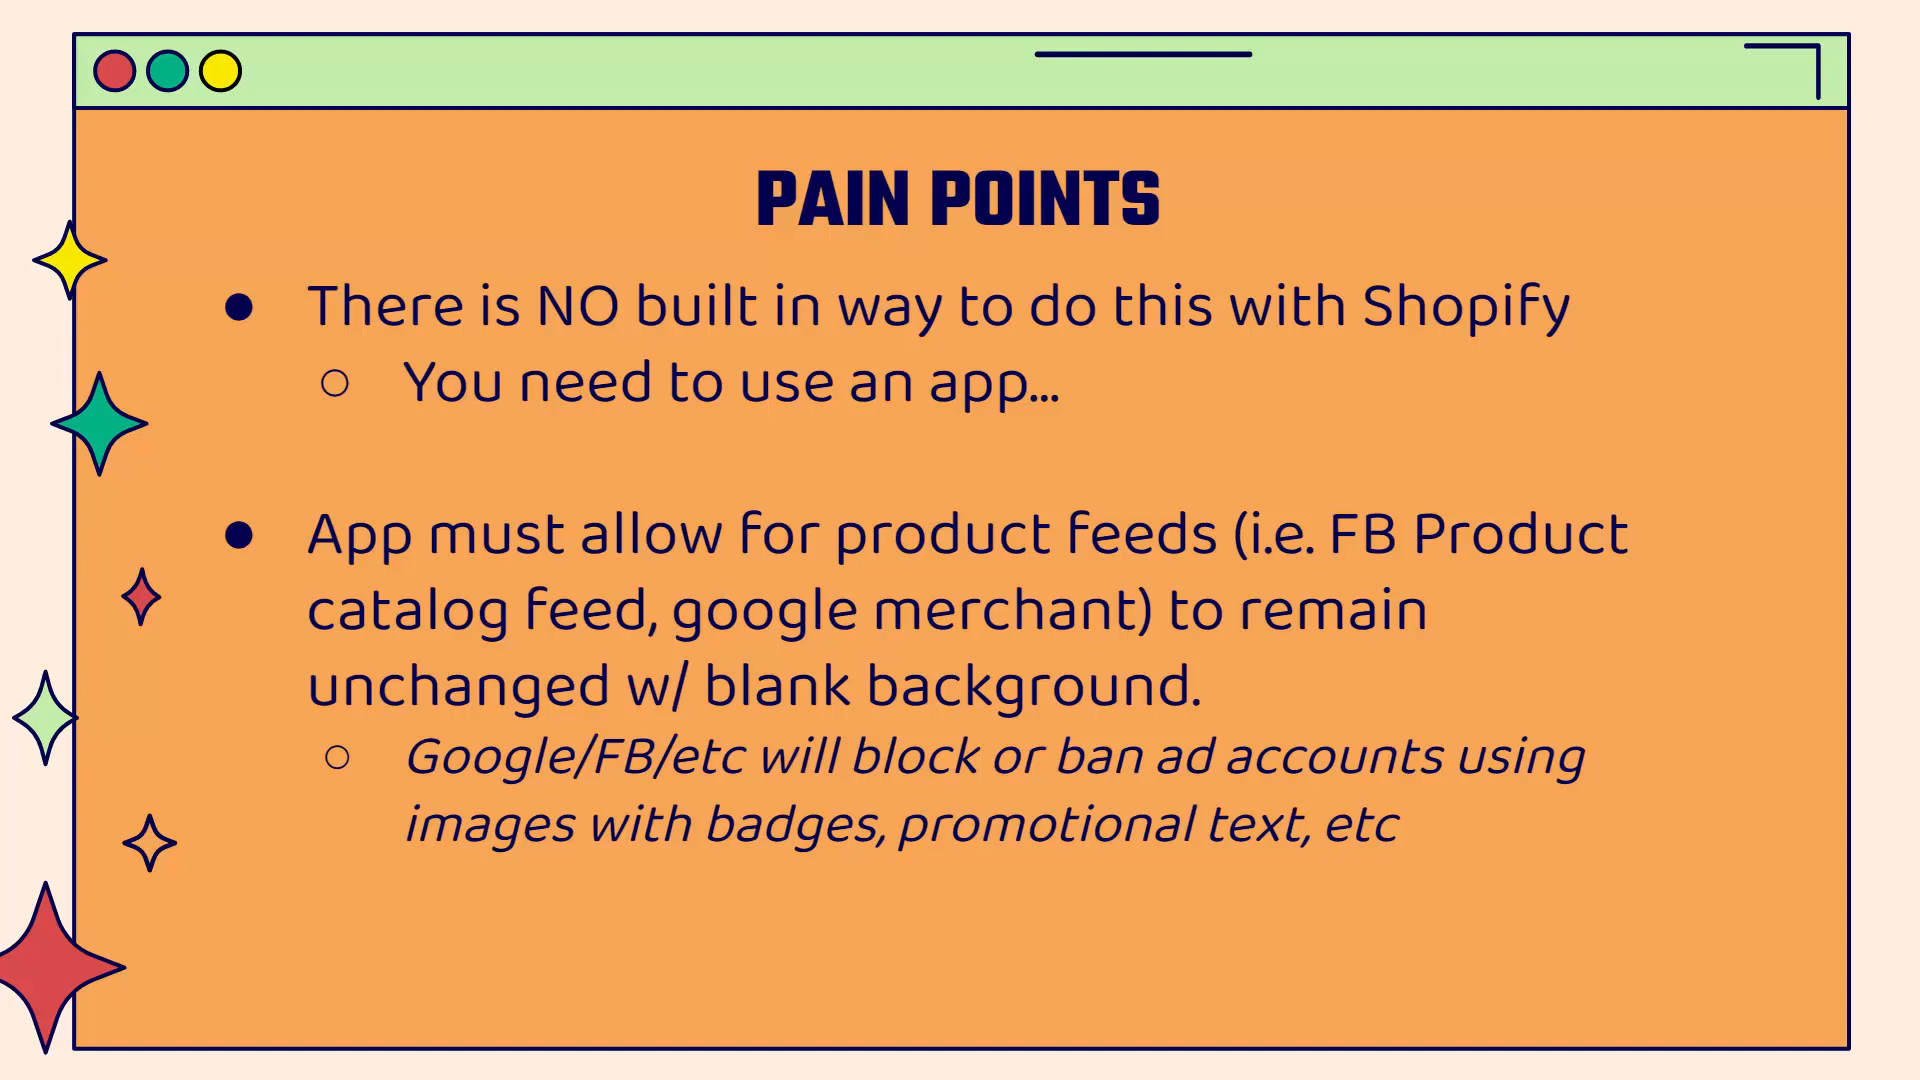 PAIN POINTS
● There is NO built in way to do this with Shopify
○ You need to use an app...
● App must allow for product feeds (i.e. FB Product
catalog feed, google merchant) to remain
unchanged w/ blank background.
○ Google/FB/etc will block or ban ad accounts using
images with badges, promotional text, etc